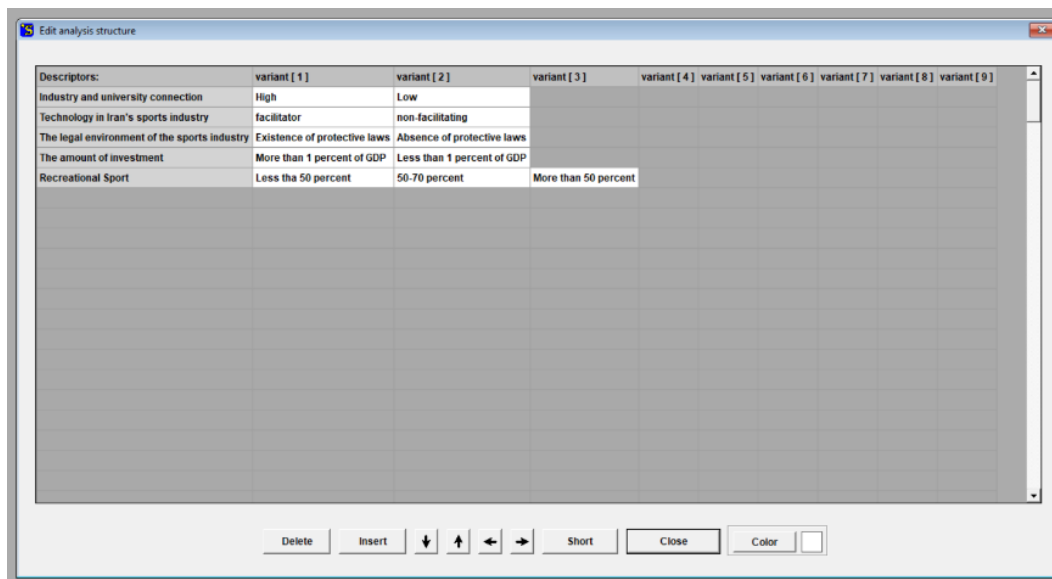 Edit analysis structure
Descriptors: variant [ 1 ] variant [ 2 ] variant [ 3 ] variant [ 4 ] variant [ 5 ] variant [ 6 ] variant [ 7 ] variant [ 8 ] variant [ 9 ]
Industry and university connection High Low
Technology in Iran's sports industry facilitator non-facilitating
The legal environment of the sports industry Existence of protective laws Absence of protective laws
The amount of investment More than 1 percent of GDP Less than 1 percent of GDP
Recreational Sport Less tha 50 percent 50-70 percent More than 50 percent
Delete Insert Short Close Color